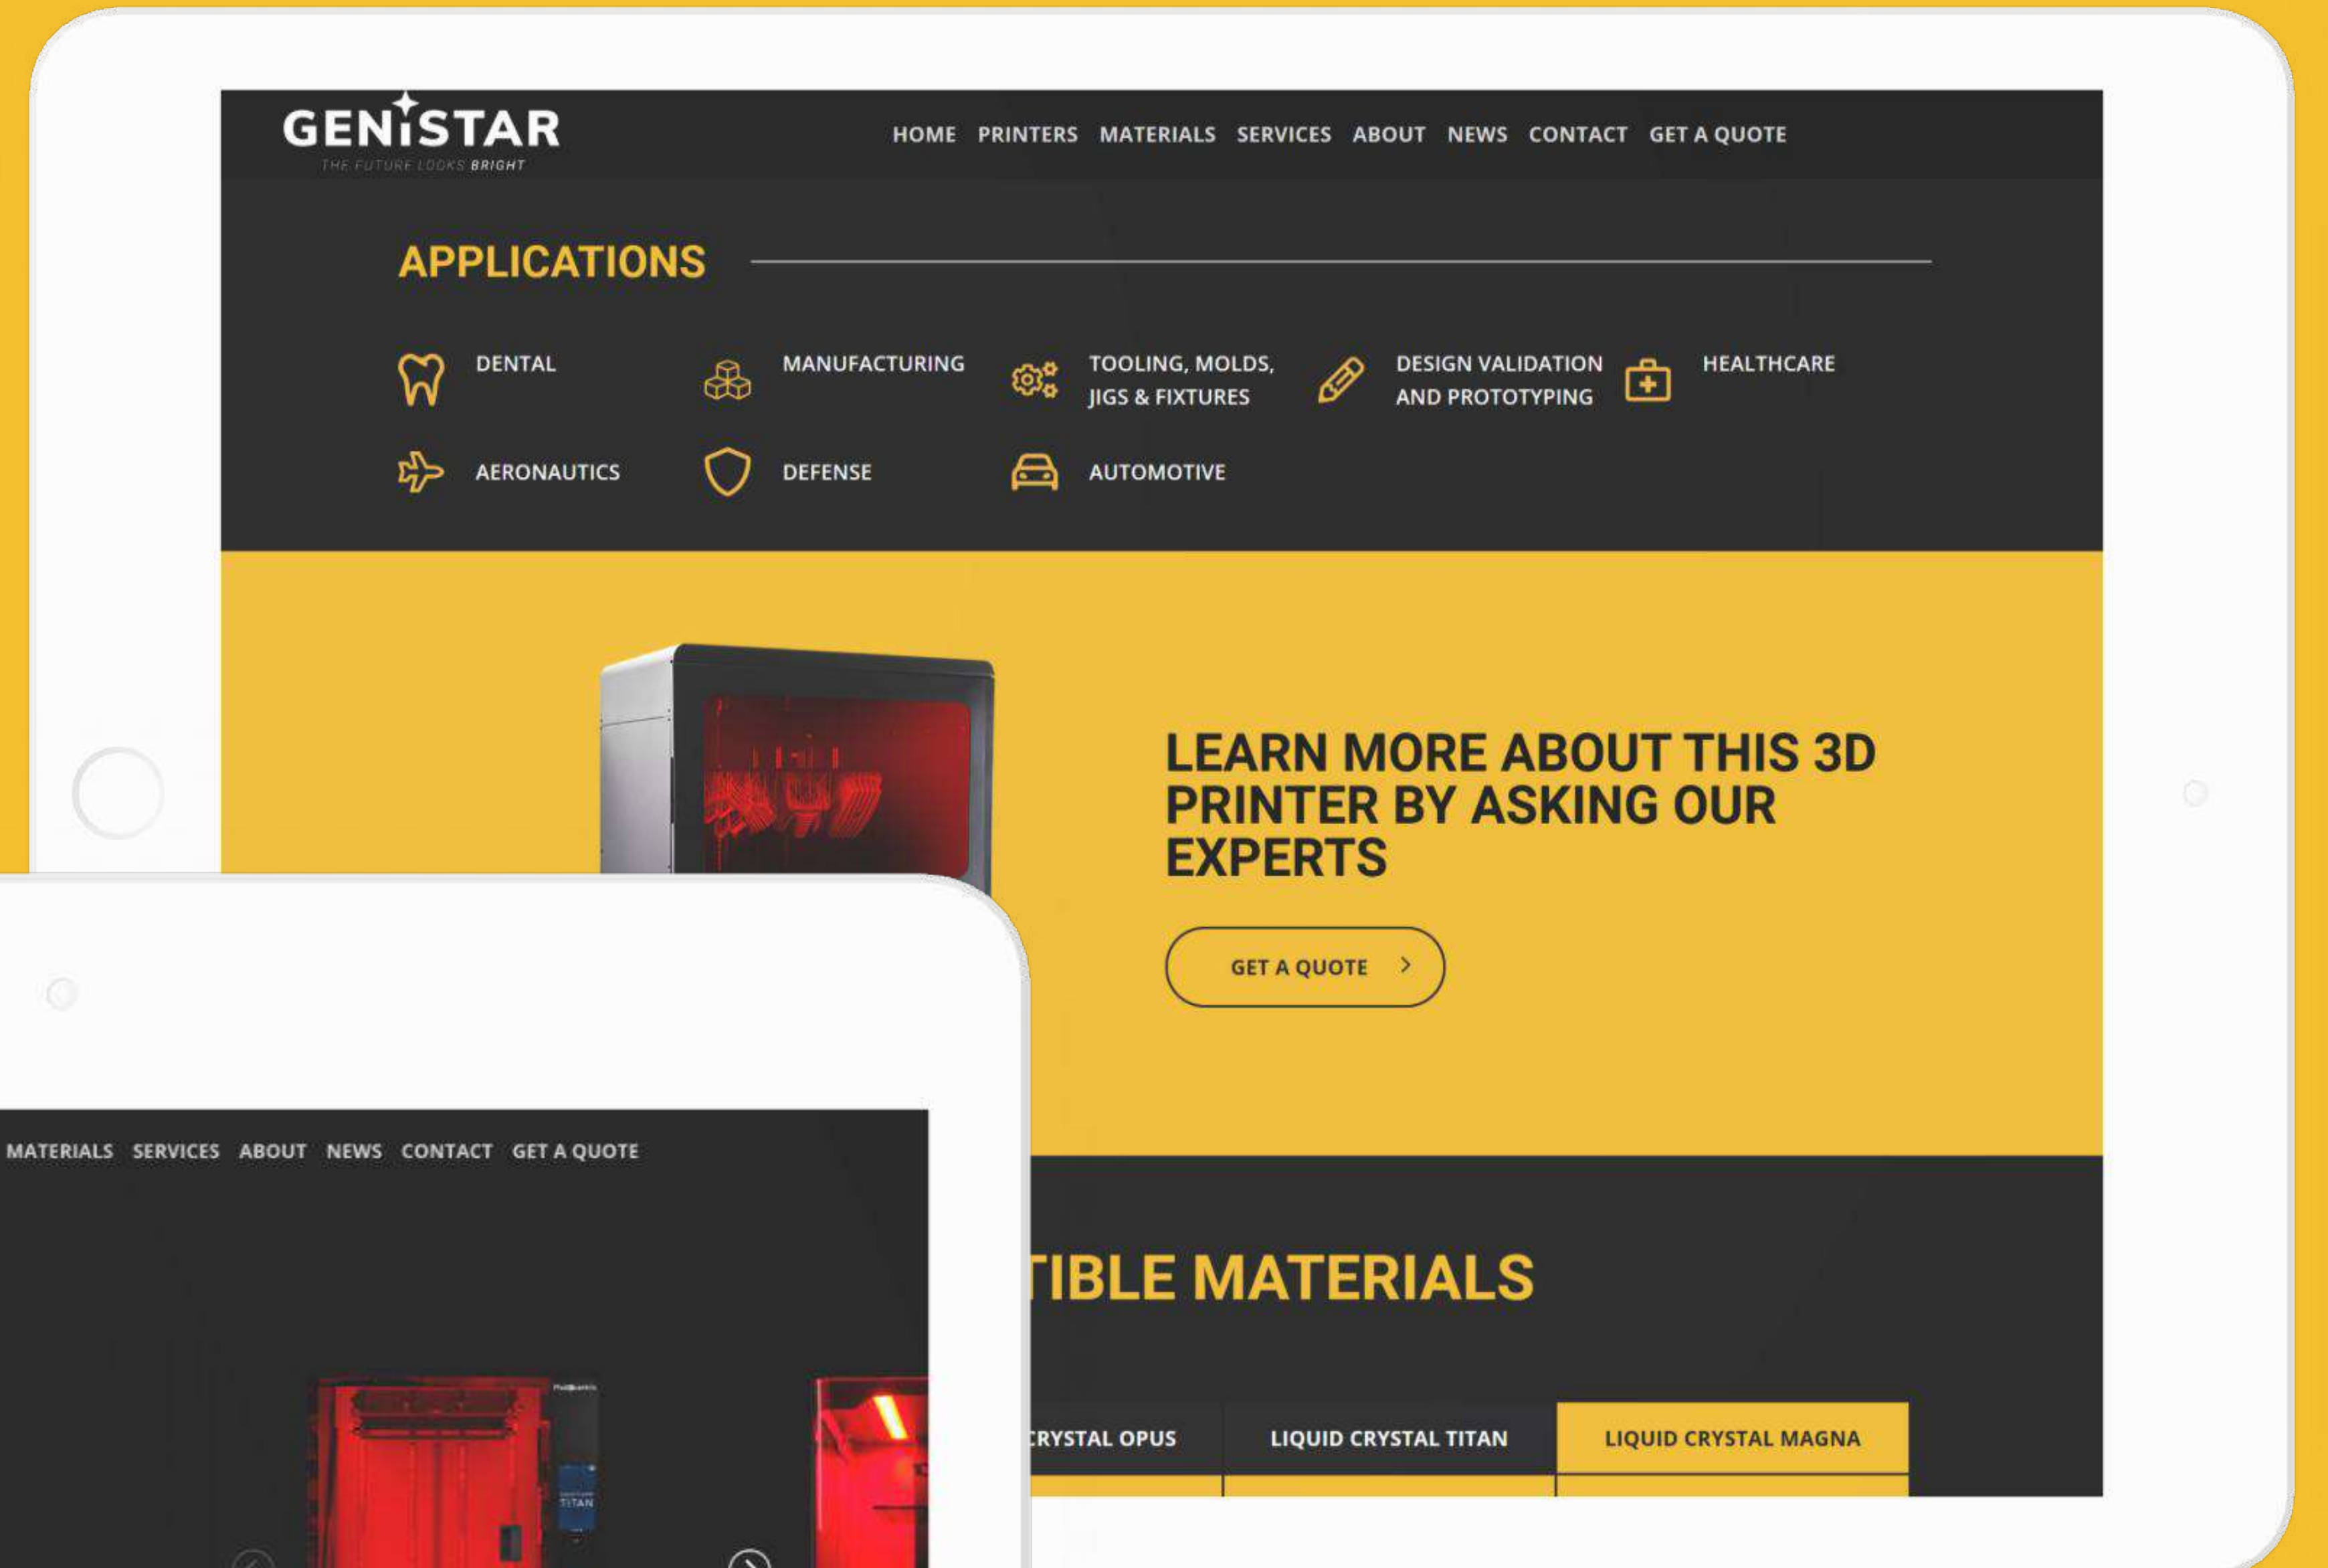 GENiSTAR
THE FUTURE LOOKS BRIGHT
HOME PRINTERS MATERIALS SERVICES ABOUT NEWS CONTACT GET A QUOTE
APPLICATIONS
DENTAL
MANUFACTURING
TOOLING, MOLDS,
JIGS & FIXTURES
DESIGN VALIDATION
AND PROTOTYPING
HEALTHCARE
AERONAUTICS
DEFENSE
AUTOMOTIVE
LEARN MORE ABOUT THIS 3D
PRINTER BY ASKING OUR
EXPERTS
GET A QUOTE
TIBLE MATERIALS
CRYSTAL OPUS
LIQUID CRYSTAL TITAN
LIQUID CRYSTAL MAGNA
MATERIALS SERVICES ABOUT NEWS CONTACT GET A QUOTE
TITAN